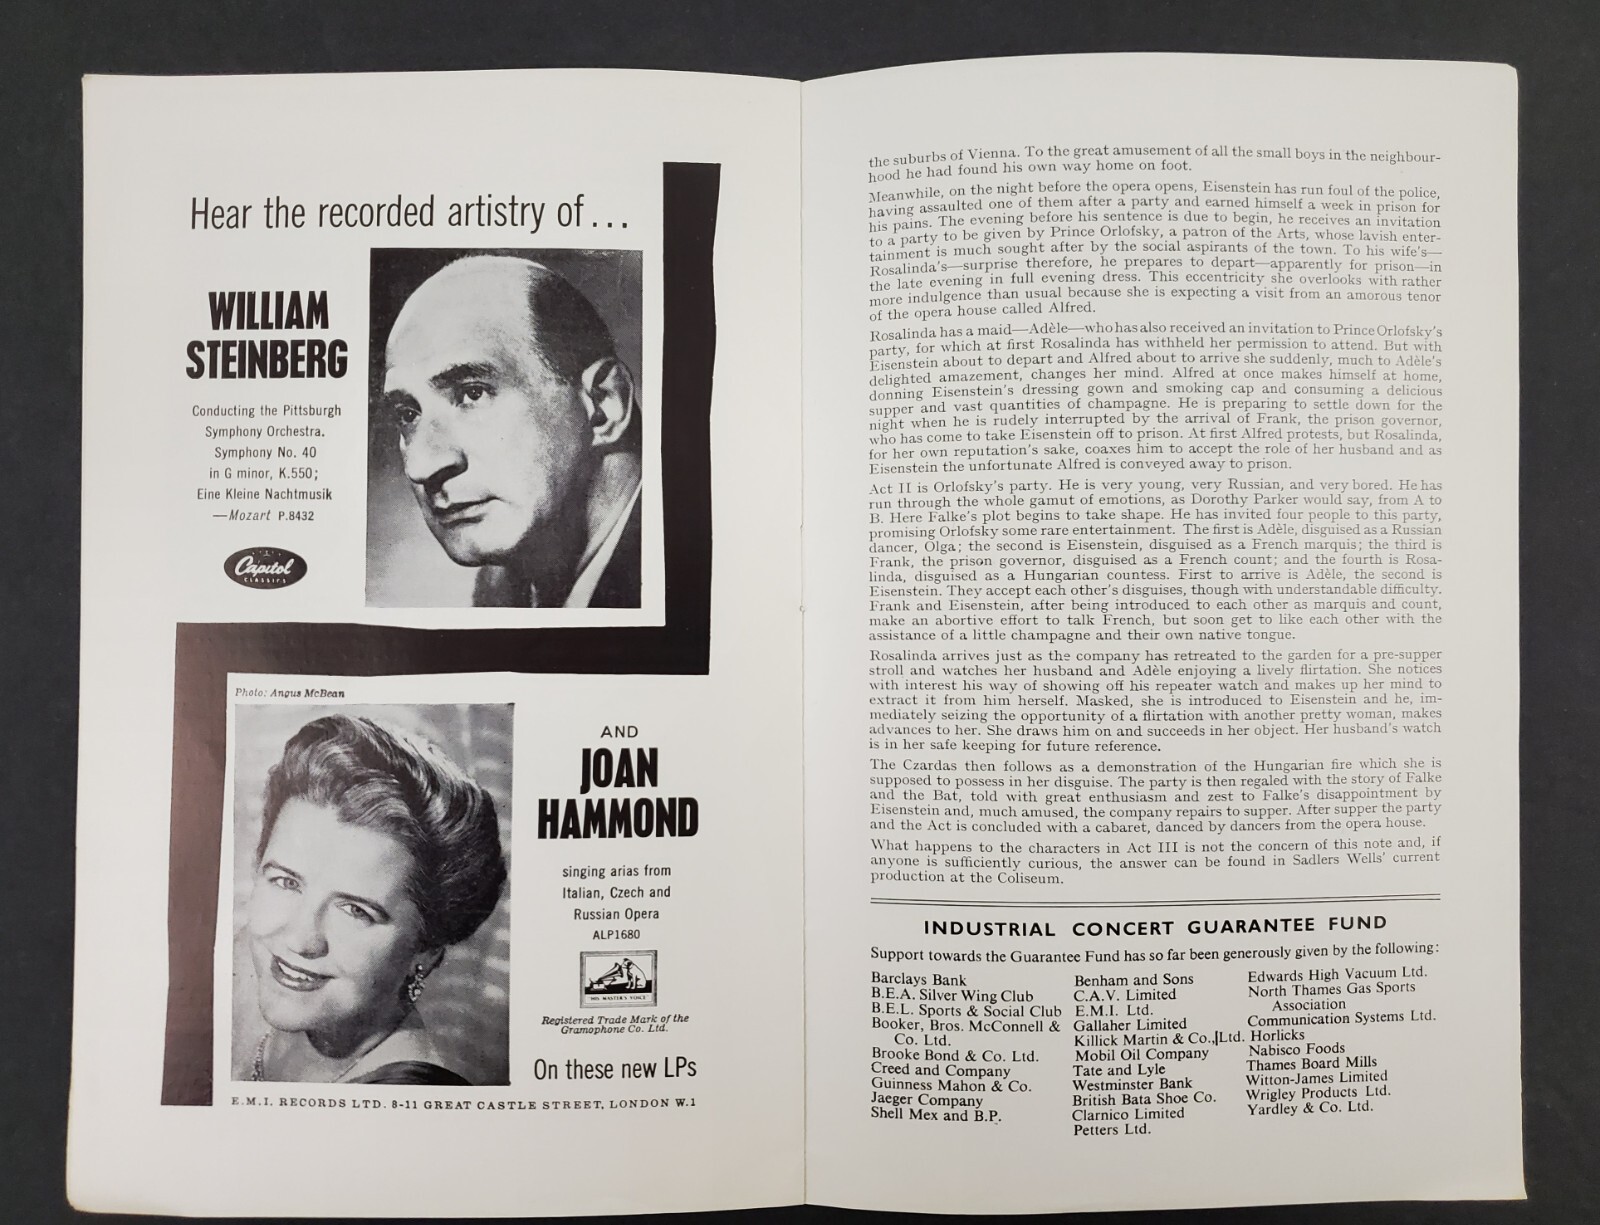 Hear the recorded artistry of...
WILLIAM
STEINBERG
Conducting the Pittsburgh
Symphony Orchestra.
Symphony No. 40
in G minor, K.550;
Eine Kleine Nachtmusik
—Mozart P.8432
Capitol
CLASSICS
Photo: Angus McBean
AND
JOAN
HAMMOND
singing arias from
Italian, Czech and
Russian Opera
ALP1680
"HIS MASTER'S VOICE"
Registered Trade Mark of the
Gramophone Co. Ltd.
On these new LPs
E.M.I. RECORDS LTD. 8-11 GREAT CASTLE STREET, LONDON W.1
the suburbs of Vienna. To the great amusement of all the small boys in the neighbour-
hood he had found his own way home on foot.
Meanwhile, on the night before the opera opens, Eisenstein has run foul of the police,
having assaulted one of them after a party and earned himself a week in prison for
his pains. The evening before his sentence is due to begin, he receives an invitation
to a party to be given by Prince Orlofsky, a patron of the Arts, whose lavish enter-
tainment is much sought after by the social aspirants of the town. To his wife's—
Rosalinda's—surprise therefore, he prepares to depart—apparently for prison—in
the late evening in full evening dress. This eccentricity she overlooks with rather
more indulgence than usual because she is expecting a visit from an amorous tenor
of the opera house called Alfred.
Rosalinda has a maid—Adèle—who has also received an invitation to Prince Orlofsky's
party, for which at first Rosalinda has withheld her permission to attend. But with
Eisenstein about to depart and Alfred about to arrive she suddenly, much to Adèle's
delighted amazement, changes her mind. Alfred at once makes himself at home,
donning Eisenstein's dressing gown and smoking cap and consuming a delicious
supper and vast quantities of champagne. He is preparing to settle down for the
night when he is rudely interrupted by the arrival of Frank, the prison governor,
who has come to take Eisenstein off to prison. At first Alfred protests, but Rosalinda,
for her own reputation's sake, coaxes him to accept the role of her husband and as
Eisenstein the unfortunate Alfred is conveyed away to prison.
Act II is Orlofsky's party. He is very young, very Russian, and very bored. He has
run through the whole gamut of emotions, as Dorothy Parker would say, from A to
B. Here Falke's plot begins to take shape. He has invited four people to this party,
promising Orlofsky some rare entertainment. The first is Adèle, disguised as a Russian
dancer, Olga; the second is Eisenstein, disguised as a French marquis; the third is
Frank, the prison governor, disguised as a French count; and the fourth is Rosa-
linda, disguised as a Hungarian countess. First to arrive is Adèle, the second is
Eisenstein. They accept each other's disguises, though with understandable difficulty.
Frank and Eisenstein, after being introduced to each other as marquis and count,
make an abortive effort to talk French, but soon get to like each other with the
assistance of a little champagne and their own native tongue.
Rosalinda arrives just as the company has retreated to the garden for a pre-supper
stroll and watches her husband and Adèle enjoying a lively flirtation. She notices
with interest his way of showing off his repeater watch and makes up her mind to
extract it from him herself. Masked, she is introduced to Eisenstein and he, im-
mediately seizing the opportunity of a flirtation with another pretty woman, makes
advances to her. She draws him on and succeeds in her object. Her husband's watch
is in her safe keeping for future reference.
The Czardas then follows as a demonstration of the Hungarian fire which she is
supposed to possess in her disguise. The party is then regaled with the story of Falke
and the Bat, told with great enthusiasm and zest to Falke's disappointment by
Eisenstein and, much amused, the company repairs to supper. After supper the party
and the Act is concluded with a cabaret, danced by dancers from the opera house.
What happens to the characters in Act III is not the concern of this note and, if
anyone is sufficiently curious, the answer can be found in Sadlers Wells' current
production at the Coliseum.
INDUSTRIAL CONCERT GUARANTEE FUND
Support towards the Guarantee Fund has so far been generously given by the following:
Barclays Bank
B.E.A. Silver Wing Club
B.E.L. Sports & Social Club
Booker, Bros. McConnell &
Co. Ltd.
Brooke Bond & Co. Ltd.
Creed and Company
Guinness Mahon & Co.
Jaeger Company
Shell Mex and B.P.
Benham and Sons
C.A.V. Limited
E.M.I. Ltd.
Gallaher Limited
Killick Martin & Co., Ltd.
Mobil Oil Company
Tate and Lyle
Westminster Bank
British Bata Shoe Co.
Clarnico Limited
Petters Ltd.
Edwards High Vacuum Ltd.
North Thames Gas Sports
Association
Communication Systems Ltd.
Horlicks
Nabisco Foods
Thames Board Mills
Witton-James Limited
Wrigley Products Ltd.
Yardley & Co. Ltd.